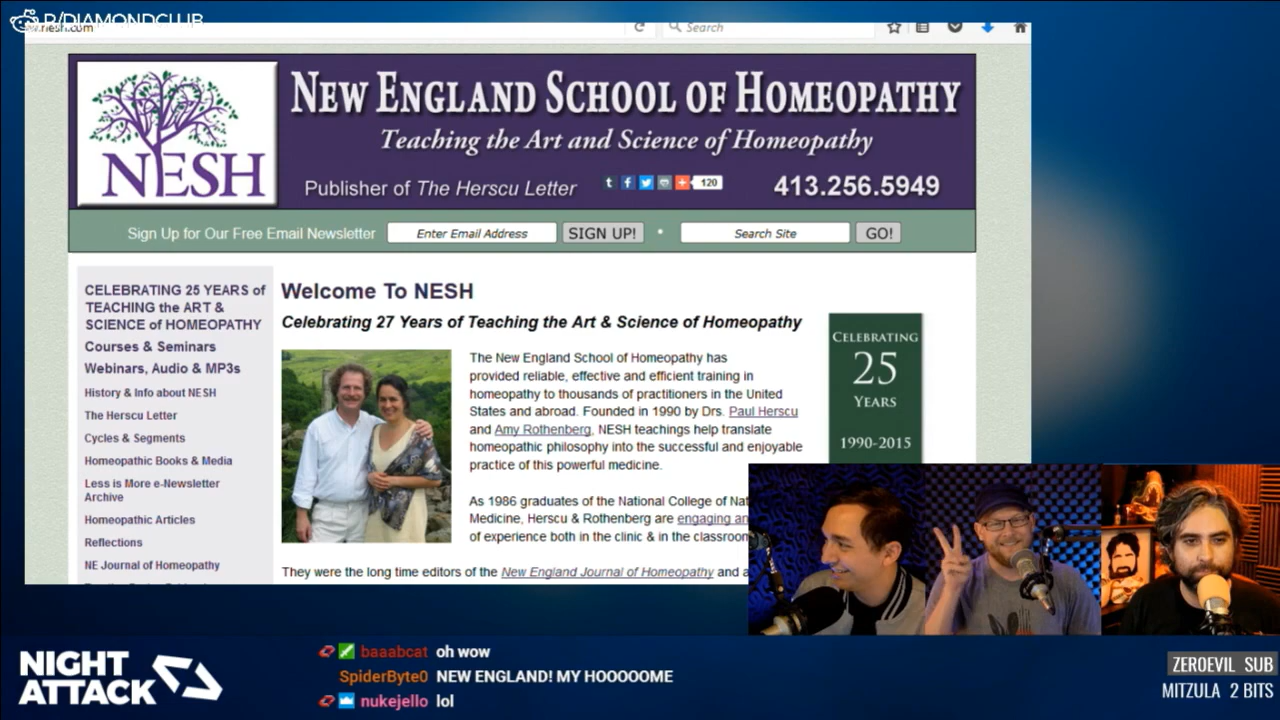 R/DIAMONDCLUB
nesh.com
Search
NESH
NEW ENGLAND SCHOOL OF HOMEOPATHY
Teaching the Art and Science of Homeopathy
Publisher of The Herscu Letter
120
413.256.5949
Sign Up for Our Free Email Newsletter
Enter Email Address
SIGN UP!
Search Site
GO!
CELEBRATING 25 YEARS of
TEACHING the ART &
SCIENCE of HOMEOPATHY
Courses & Seminars
Webinars, Audio & MP3s
History & Info about NESH
The Herscu Letter
Cycles & Segments
Homeopathic Books & Media
Less is More e-Newsletter
Archive
Homeopathic Articles
Reflections
NE Journal of Homeopathy
Welcome To NESH
Celebrating 27 Years of Teaching the Art & Science of Homeopathy
The New England School of Homeopathy has
provided reliable, effective and efficient training in
homeopathy to thousands of practitioners in the United
States and abroad. Founded in 1990 by Drs. Paul Herscu
and Amy Rothenberg, NESH teachings help translate
homeopathic philosophy into the successful and enjoyable
practice of this powerful medicine.
As 1986 graduates of the National College of Nat
Medicine, Herscu & Rothenberg are engaging an
of experience both in the clinic & in the classroom
They were the long time editors of the New England Journal of Homeopathy and a
CELEBRATING
25
YEARS
1990-2015
NIGHT
ATTACK
baaabcat oh wow
SpiderByte0 NEW ENGLAND! MY HOOOOOME
nukejello lol
ZEROEVIL SUB
MITZULA 2 BITS